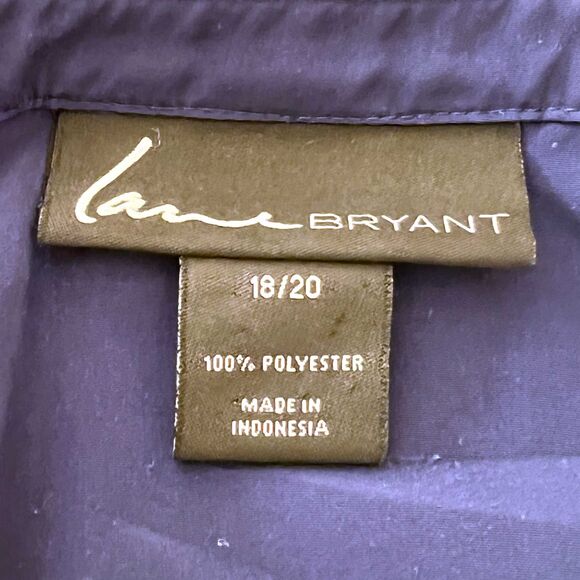 Lane BRYANT
18/20
100% POLYESTER
MADE IN
INDONESIA